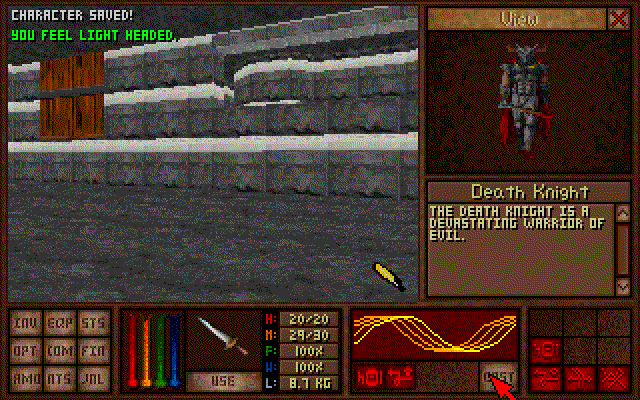 CHARACTER SAVED!
YOU FEEL LIGHT HEADED.
View
Death Knight
THE DEATH KNIGHT IS A
DEVASTATING WARRIOR OF
EVIL.
INV EQP STS
OPT COM FIN
AMO NTS JNL
USE
H: 20/20
M: 29/30
F: 100%
W: 100%
L: 8.7 KG